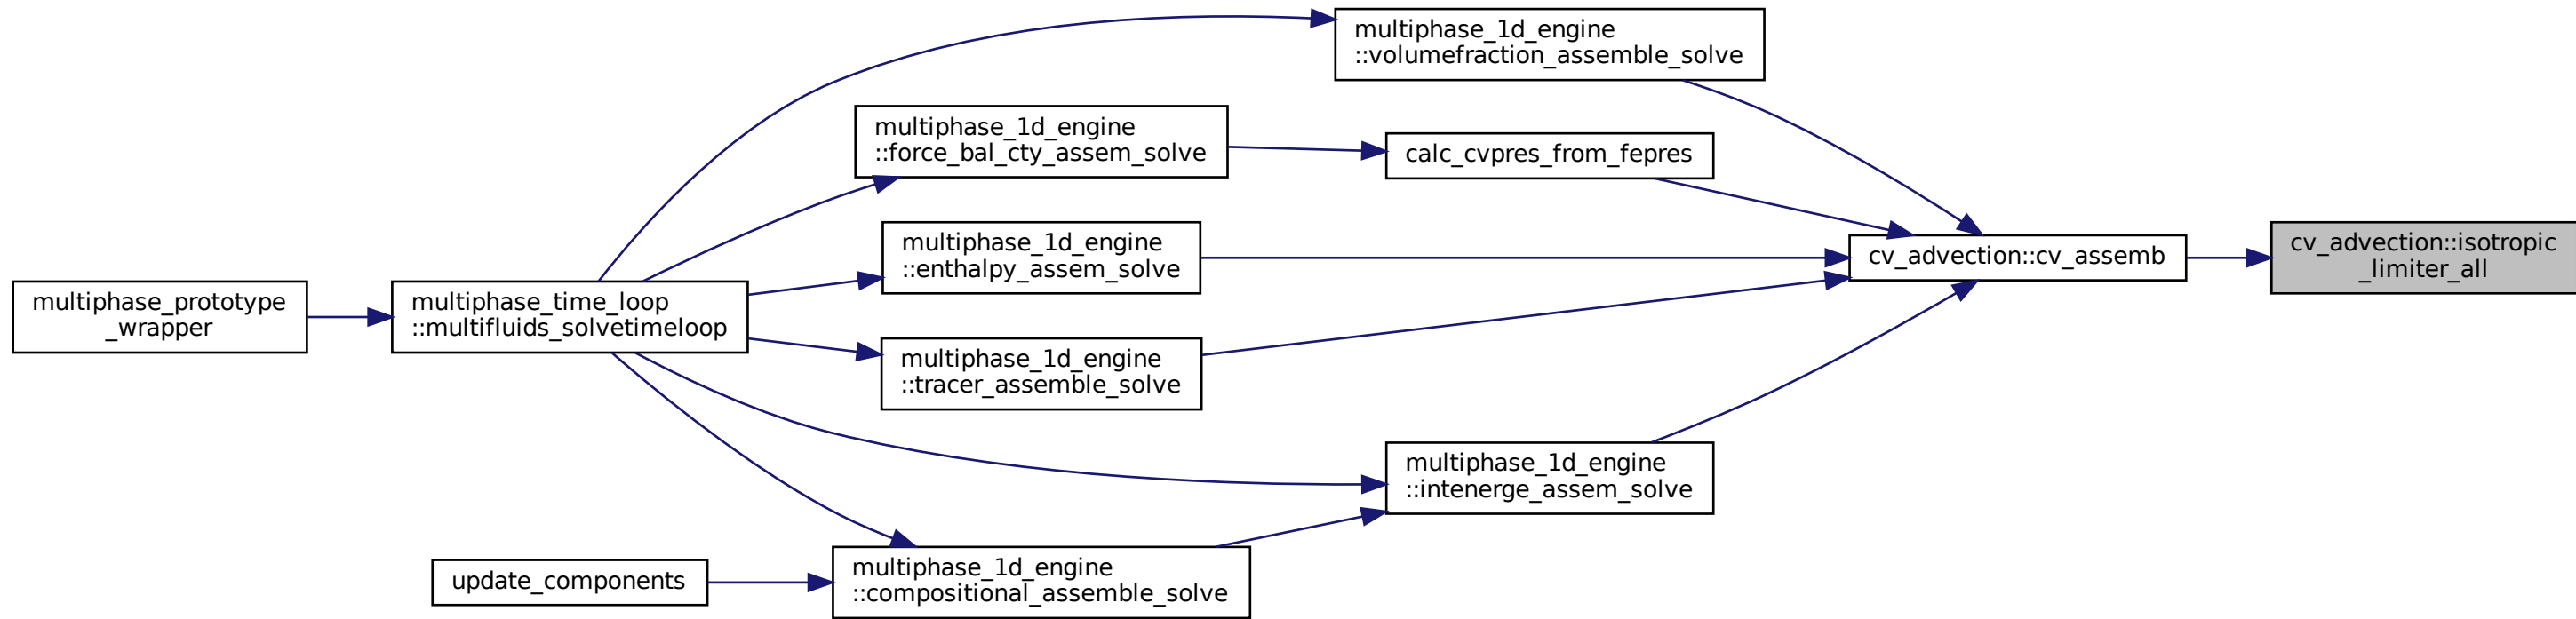 multiphase_1d_engine
::volumefraction_assemble_solve
multiphase_1d_engine
::force_bal_cty_assem_solve
calc_cvpres_from_fepres
multiphase_1d_engine
::enthalpy_assem_solve
cv_advection::cv_assemb
cv_advection::isotropic
_limiter_all
multiphase_prototype
_wrapper
multiphase_time_loop
::multifluids_solvetimeloop
multiphase_1d_engine
::tracer_assemble_solve
multiphase_1d_engine
::intenerge_assem_solve
update_components
multiphase_1d_engine
::compositional_assemble_solve